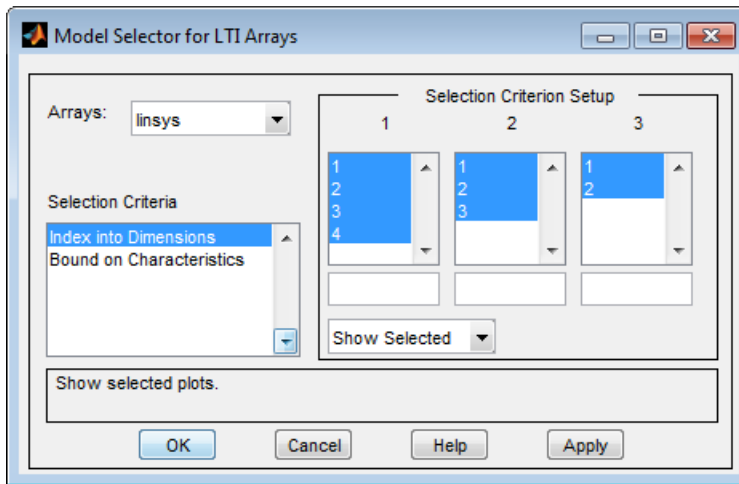 Model Selector for LTI Arrays
Arrays:
linsys
Selection Criteria
Index into Dimensions
Bound on Characteristics
Selection Criterion Setup
1 2 3
1 1 1
2 2 2
3 3
4
Show Selected
Show selected plots.
OK Cancel Help Apply